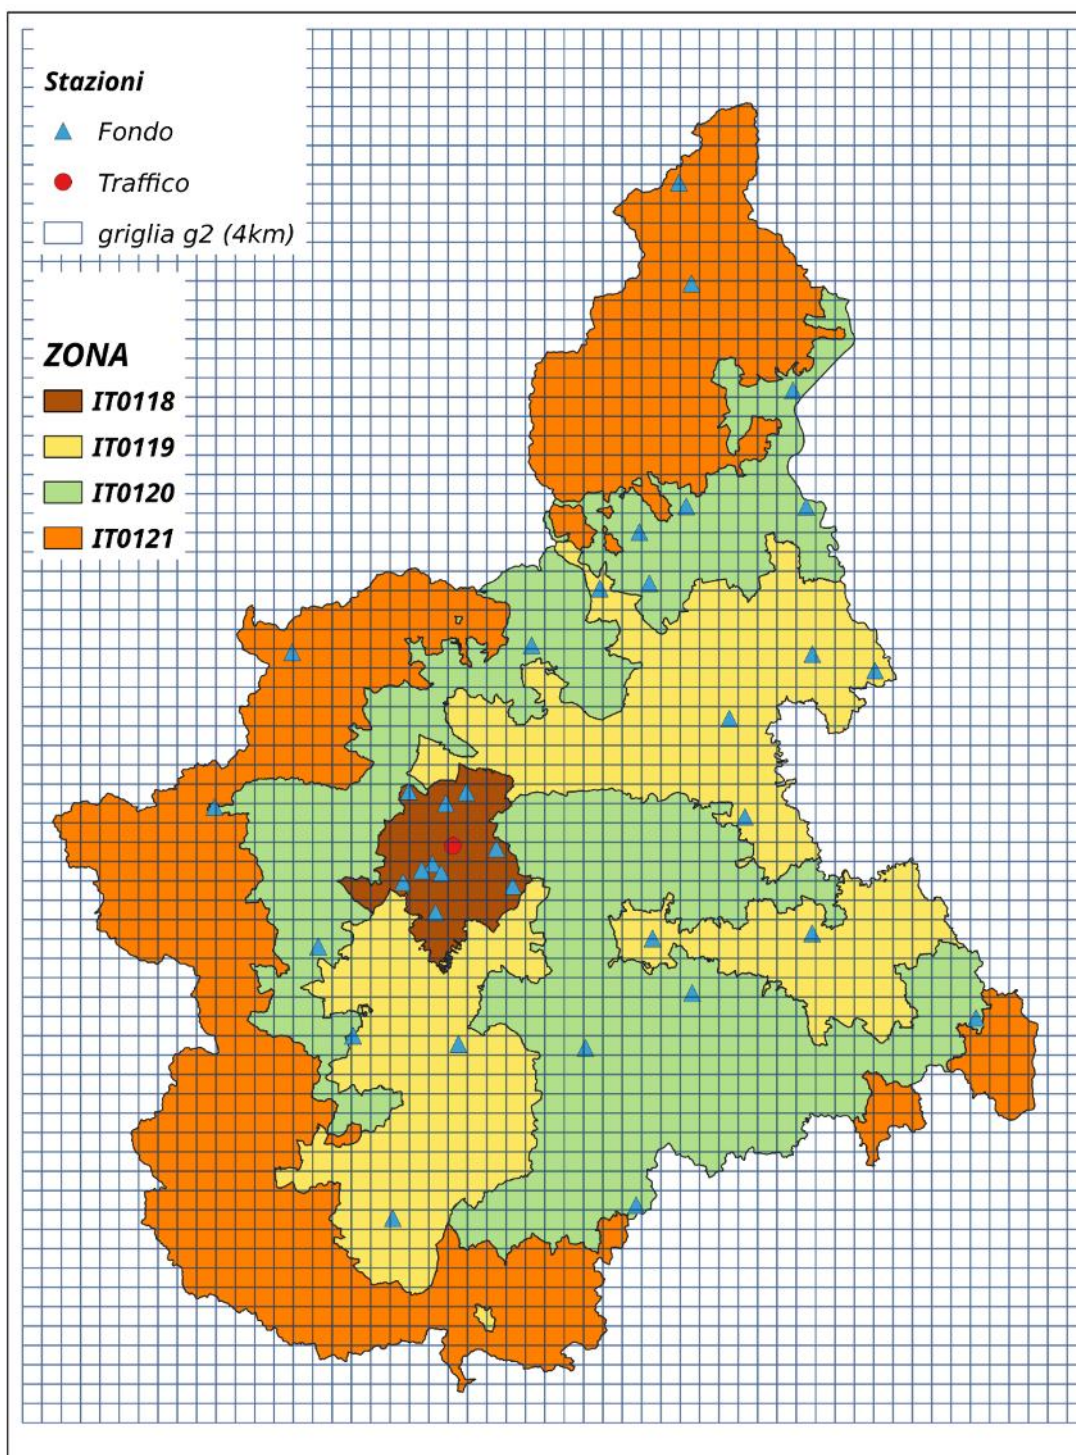 Stazioni
Fondo
Traffico
griglia g2 (4km)
ZONA
IT0118
IT0119
IT0120
IT0121